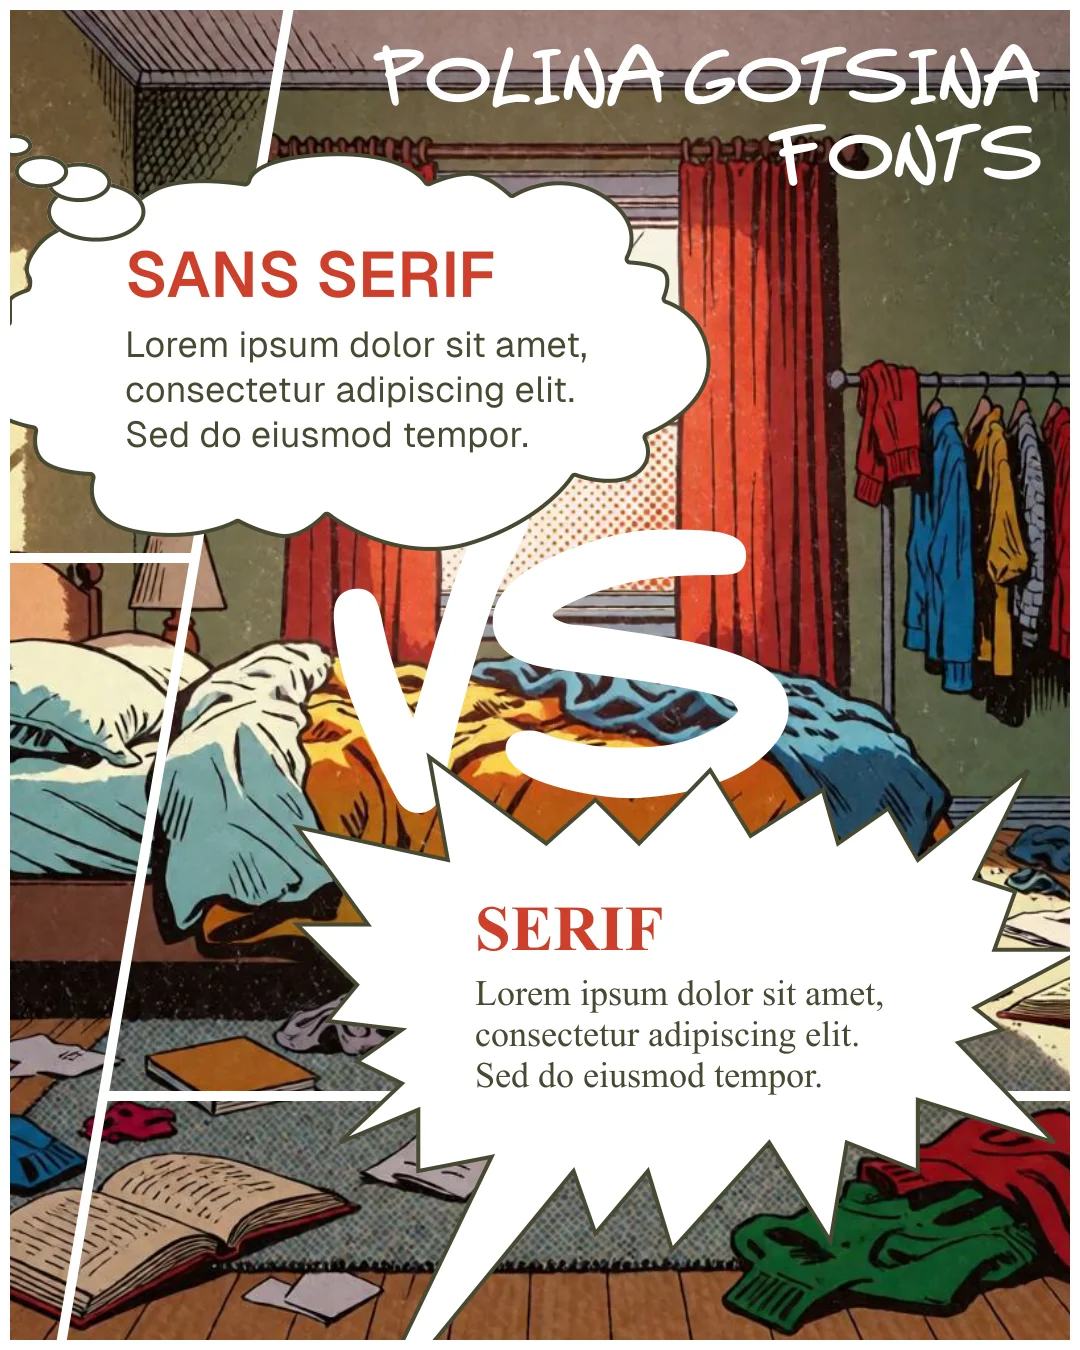 POLINA GOTSINA
FONTS
SANS SERIF
Lorem ipsum dolor sit amet,
consectetur adipiscing elit.
Sed do eiusmod tempor.
VS
SERIF
Lorem ipsum dolor sit amet,
consectetur adipiscing elit.
Sed do eiusmod tempor.